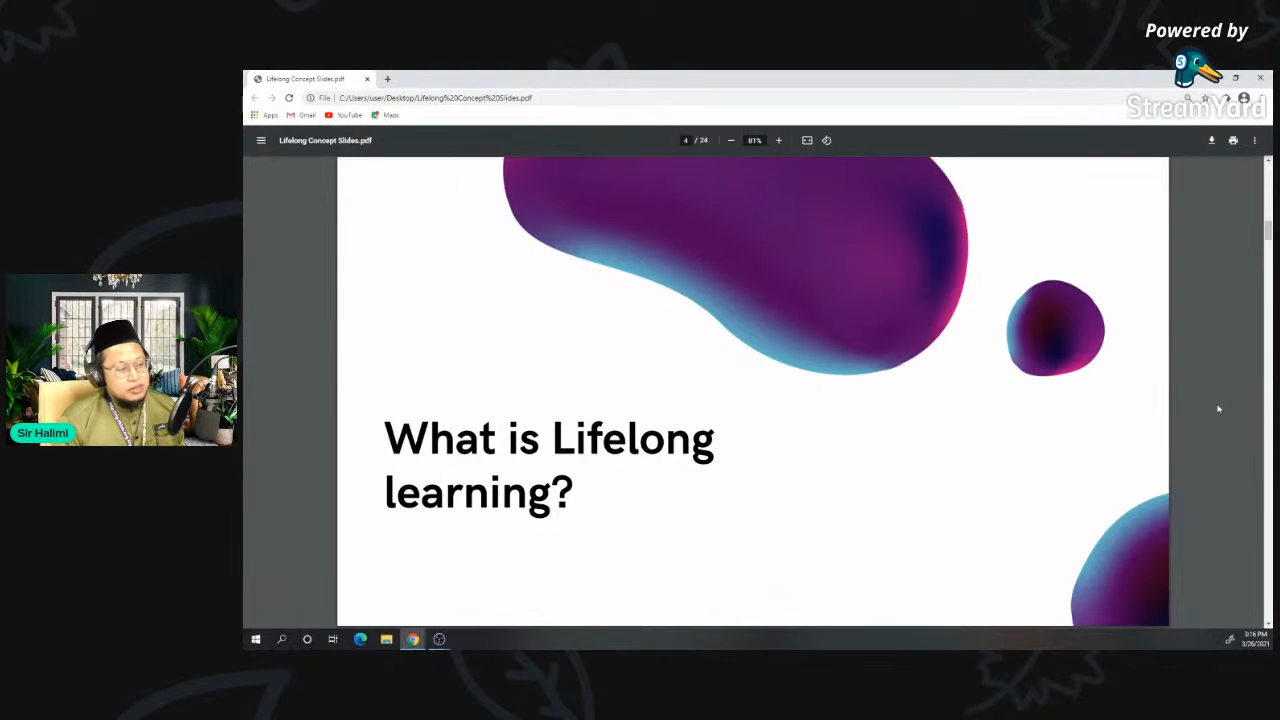 Powered by
StreamYard
Lifelong Concept Slides.pdf
File C:/Users/user/Desktop/Lifelong%20Concept%20Slides.pdf
Apps Gmail YouTube Maps
Lifelong Concept Slides.pdf 4 / 24 81%
What is Lifelong
learning?
Sir Halimi
3:16 PM
3/26/2021